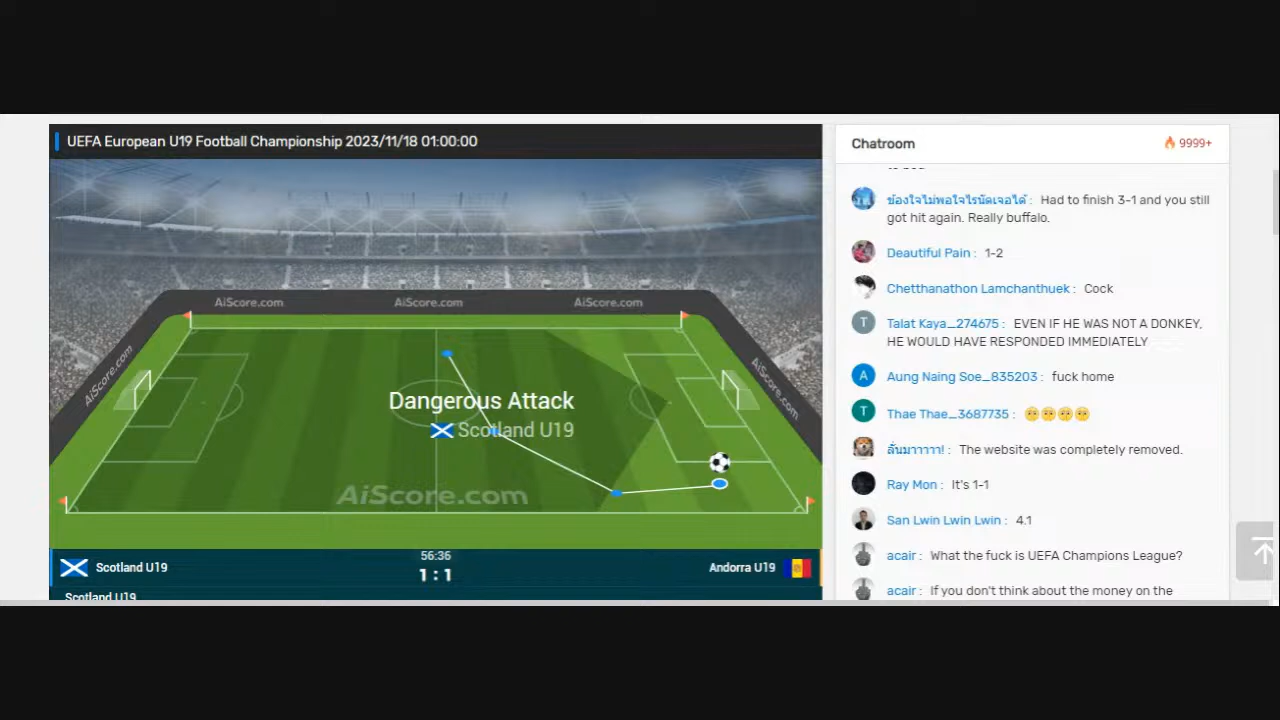 UEFA European U19 Football Championship 2023/11/18 01:00:00
AiScore.com
AiScore.com
AiScore.com
AiScore.com
AiScore.com
Dangerous Attack
Scotland U19
AiScore.com
Scotland U19
56:36
1 : 1
Andorra U19
Scotland U19
Chatroom
9999+
ข้องใจไม่พอใจไรนัดเจอได้ : Had to finish 3-1 and you still
got hit again. Really buffalo.
Deautiful Pain : 1-2
Chetthanathon Lamchanthuek : Cock
T
Talat Kaya_274675 : EVEN IF HE WAS NOT A DONKEY,
HE WOULD HAVE RESPONDED IMMEDIATELY
A
Aung Naing Soe_835203 : fuck home
T
Thae Thae_3687735 : 🤭🤭🤭🤭
ลั่นมาาาาา! : The website was completely removed.
Ray Mon : It's 1-1
San Lwin Lwin Lwin : 4.1
acair : What the fuck is UEFA Champions League?
acair : If you don't think about the money on the